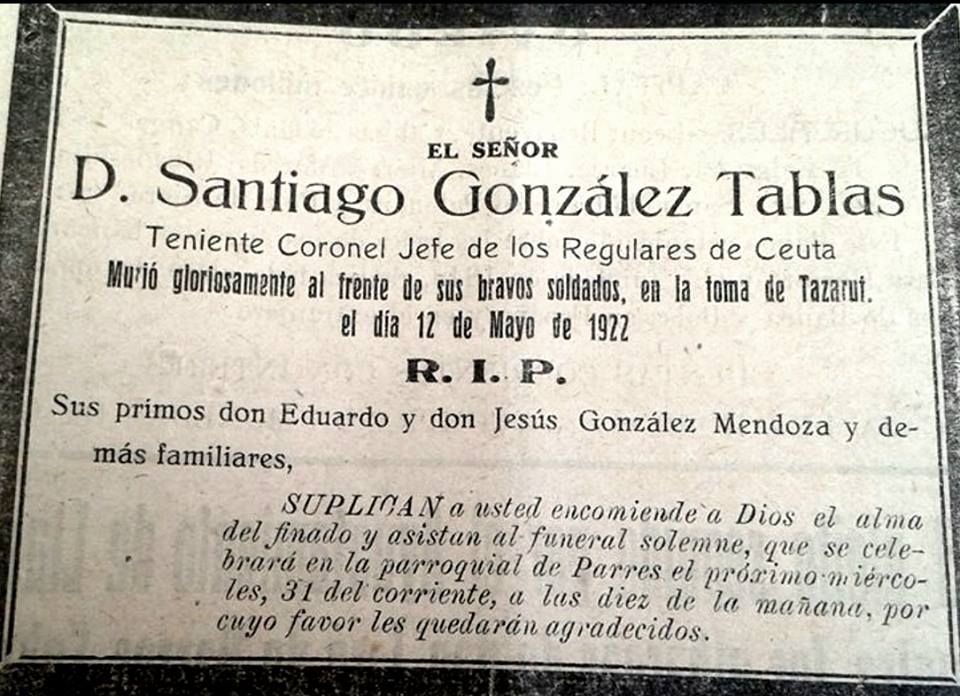 EL SEÑOR
D. Santiago González Tablas
Teniente Coronel Jefe de los Regulares de Ceuta
Murió gloriosamente al frente de sus bravos soldados, en la toma de Tazarut.
el día 12 de Mayo de 1922
R. I. P.
Sus primos don Eduardo y don Jesús González Mendoza y de-
más familiares,
SUPLICAN a usted encomiende a Dios el alma
del finado y asistan al funeral solemne, que se cele-
brará en la parroquial de Parres el próximo miérco-
les, 31 del corriente, a las diez de la mañana, por
cuyo favor les quedarán agradecidos.